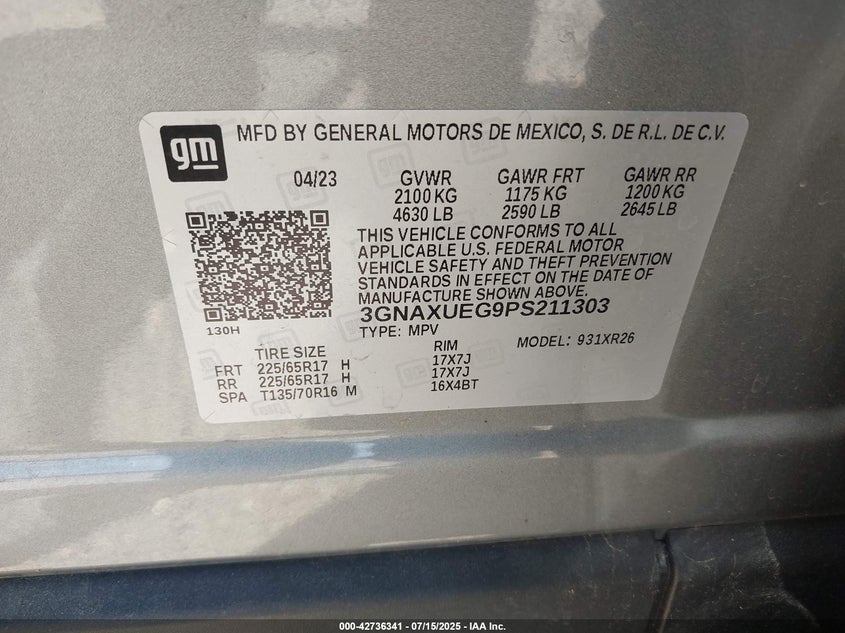 gm
MFD BY GENERAL MOTORS DE MEXICO, S. DE R.L. DE C.V.
04/23 GVWR GAWR FRT GAWR RR
2100 KG 1175 KG 1200 KG
4630 LB 2590 LB 2645 LB
THIS VEHICLE CONFORMS TO ALL
APPLICABLE U.S. FEDERAL MOTOR
VEHICLE SAFETY AND THEFT PREVENTION
STANDARDS IN EFFECT ON THE DATE OF
MANUFACTURE SHOWN ABOVE.
3GNAXUEG9PS211303
130H
TYPE: MPV
MODEL: 931XR26
TIRE SIZE RIM
FRT 225/65R17 H 17X7J
RR 225/65R17 H 17X7J
SPA T135/70R16 M 16X4BT
000-42736341 - 07/15/2025 - IAA Inc.